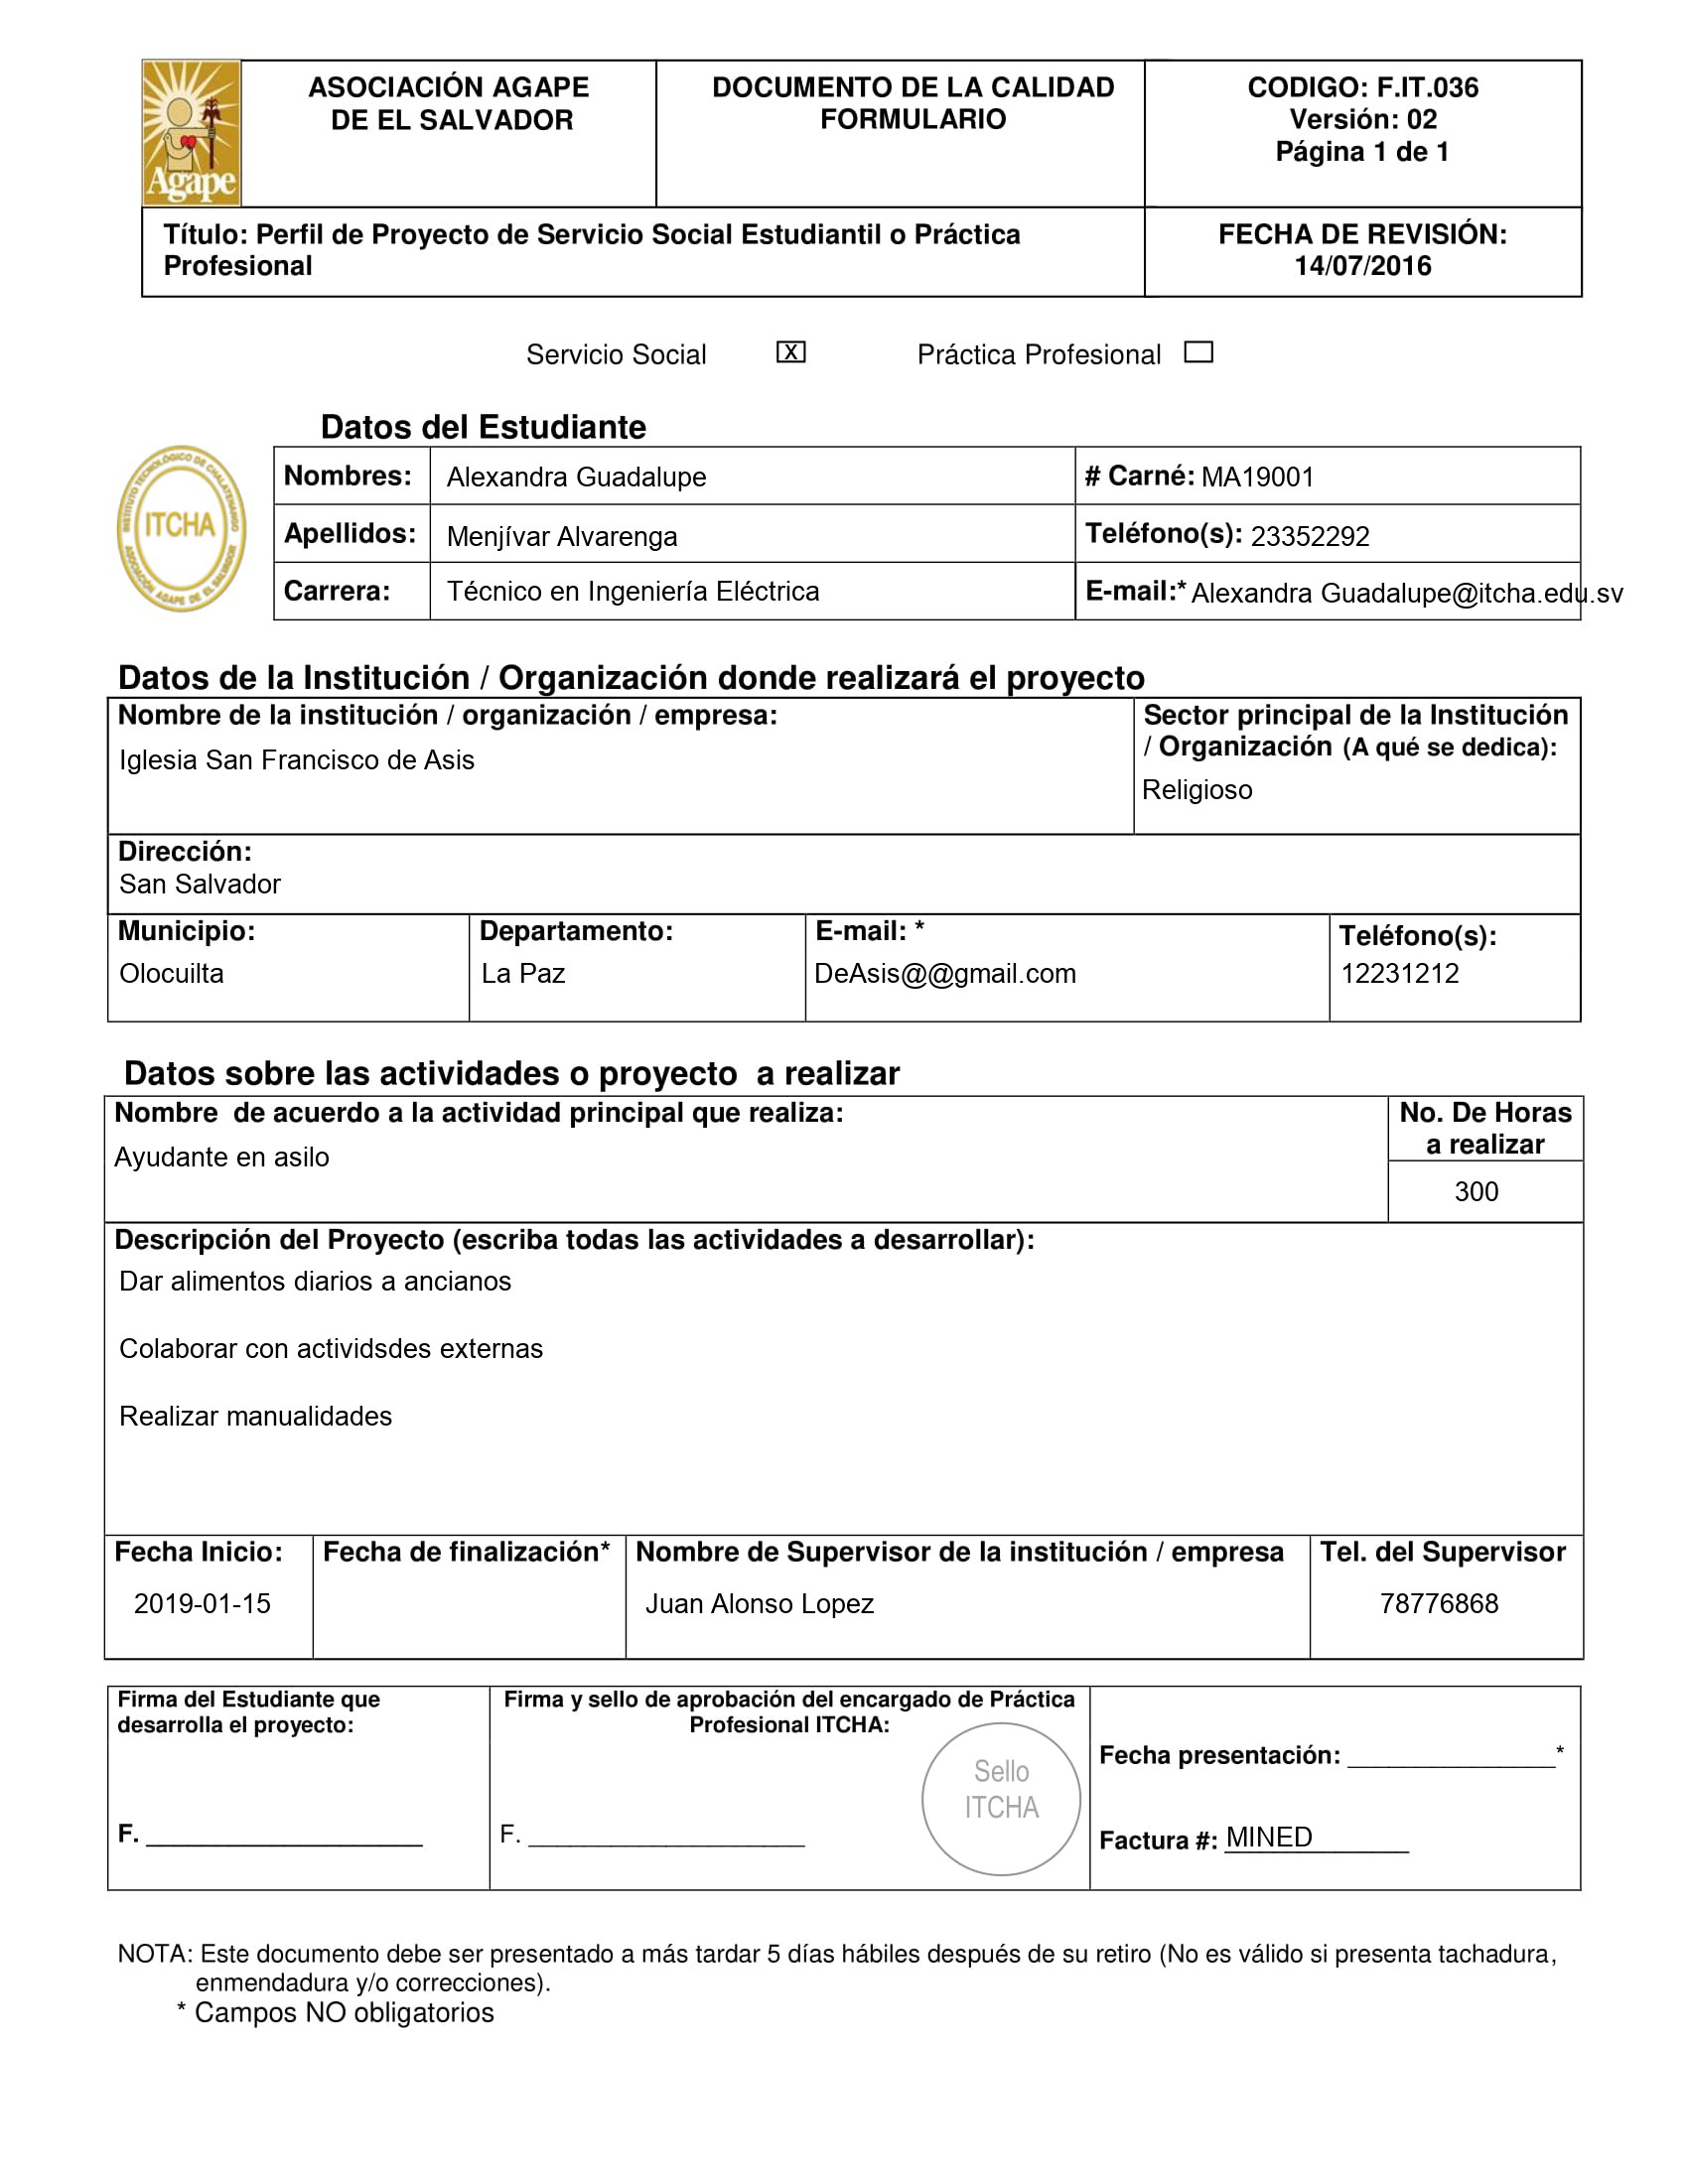 Agape
ASOCIACIÓN AGAPE
DE EL SALVADOR
DOCUMENTO DE LA CALIDAD
FORMULARIO
CODIGO: F.IT.036
Versión: 02
Página 1 de 1
Título: Perfil de Proyecto de Servicio Social Estudiantil o Práctica
Profesional
FECHA DE REVISIÓN:
14/07/2016
Servicio Social X Práctica Profesional
Datos del Estudiante
INSTITUTO TECNOLÓGICO DE CHALATENANGO
ITCHA
ASOCIACIÓN AGAPE DE EL SALVADOR
Nombres: Alexandra Guadalupe # Carné: MA19001
Apellidos: Menjívar Alvarenga Teléfono(s): 23352292
Carrera: Técnico en Ingeniería Eléctrica E-mail:* Alexandra Guadalupe@itcha.edu.sv
Datos de la Institución / Organización donde realizará el proyecto
Nombre de la institución / organización / empresa:
Iglesia San Francisco de Asis
Sector principal de la Institución
/ Organización (A qué se dedica):
Religioso
Dirección:
San Salvador
Municipio:
Olocuilta
Departamento:
La Paz
E-mail: *
DeAsis@@gmail.com
Teléfono(s):
12231212
Datos sobre las actividades o proyecto a realizar
Nombre de acuerdo a la actividad principal que realiza:
Ayudante en asilo
No. De Horas
a realizar
300
Descripción del Proyecto (escriba todas las actividades a desarrollar):
Dar alimentos diarios a ancianos
Colaborar con actividsdes externas
Realizar manualidades
Fecha Inicio:
2019-01-15
Fecha de finalización*
Nombre de Supervisor de la institución / empresa
Juan Alonso Lopez
Tel. del Supervisor
78776868
Firma del Estudiante que
desarrolla el proyecto:
F. ____________________
Firma y sello de aprobación del encargado de Práctica
Profesional ITCHA:
Sello
ITCHA
F. ____________________
Fecha presentación: _______________*
Factura #: MINED
NOTA: Este documento debe ser presentado a más tardar 5 días hábiles después de su retiro (No es válido si presenta tachadura,
enmendadura y/o correcciones).
* Campos NO obligatorios